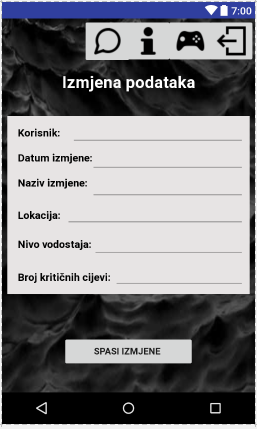 7:00
Izmjena podataka
Korisnik:
Datum izmjene:
Naziv izmjene:
Lokacija:
Nivo vodostaja:
Broj kritičnih cijevi:
SPASI IZMJENE